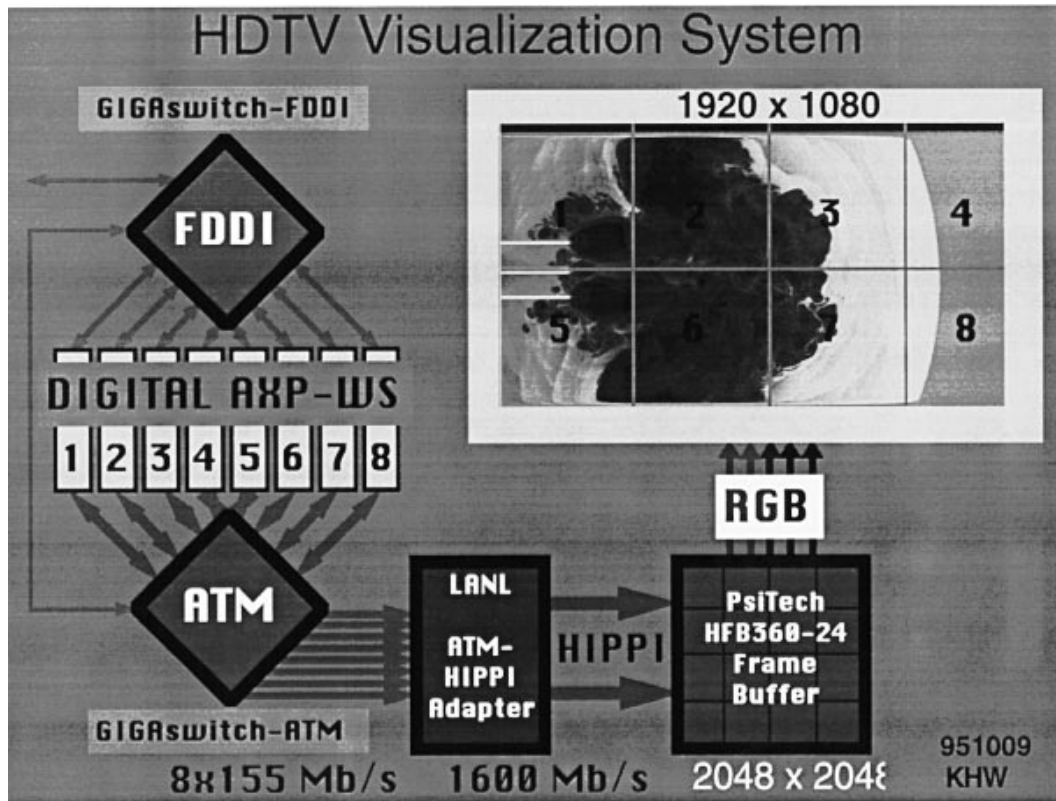 HDTV Visualization System
GIGAswitch-FDDI
FDDI
DIGITAL AXP-WS
1 2 3 4 5 6 7 8
ATM
GIGAswitch-ATM
8x155 Mb/s
LANL
ATM-
HIPPI
Adapter
1600 Mb/s
HIPPI
PsiTech
HFB360-24
Frame
Buffer
2048 x 2048
RGB
1920 x 1080
1 2 3 4
5 6 7 8
951009
KHW